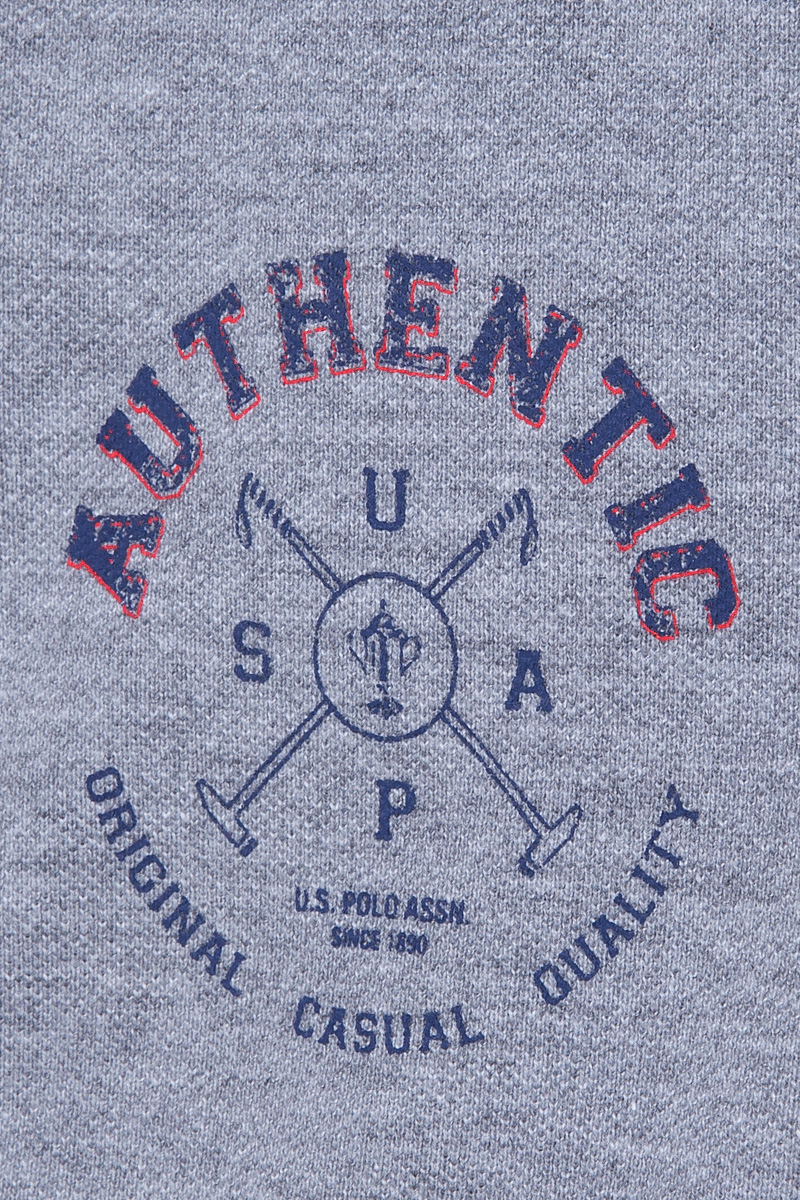 AUTHENTIC
U
S A
P
U.S. POLO ASSN.
SINCE 1890
ORIGINAL CASUAL QUALITY